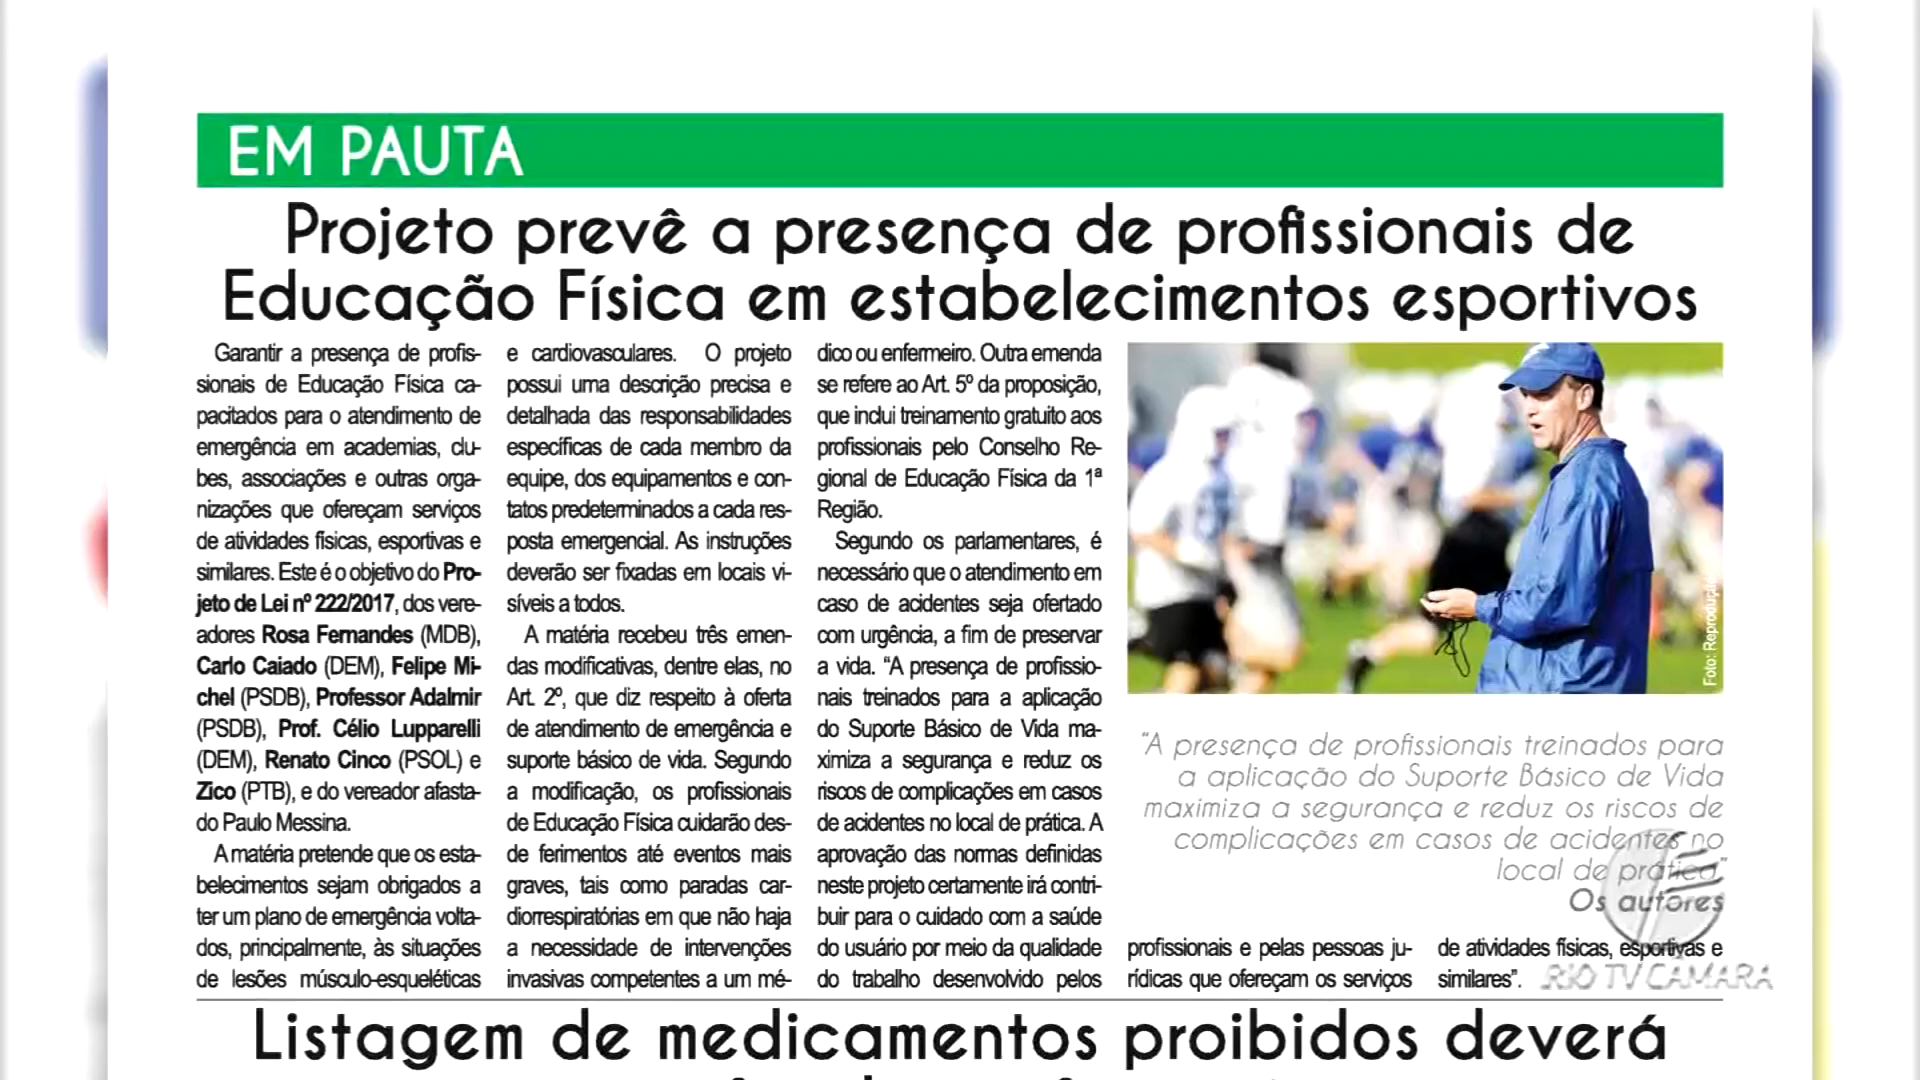 EM PAUTA
Projeto prevê a presença de profissionais de
Educação Física em estabelecimentos esportivos
Garantir a presença de profis-
sionais de Educação Física ca-
pacitados para o atendimento de
emergência em academias, clu-
bes, associações e outras orga-
nizações que ofereçam serviços
de atividades físicas, esportivas e
similares. Este é o objetivo do Pro-
jeto de Lei nº 222/2017, dos vere-
adores Rosa Fernandes (MDB),
Carlo Caiado (DEM), Felipe Mi-
chel (PSDB), Professor Adalmir
(PSDB), Prof. Célio Lupparelli
(DEM), Renato Cinco (PSOL) e
Zico (PTB), e do vereador afasta-
do Paulo Messina.
A matéria pretende que os esta-
belecimentos sejam obrigados a
ter um plano de emergência volta-
dos, principalmente, às situações
de lesões músculo-esqueléticas
e cardiovasculares. O projeto
possui uma descrição precisa e
detalhada das responsabilidades
específicas de cada membro da
equipe, dos equipamentos e con-
tatos predeterminados a cada res-
posta emergencial. As instruções
deverão ser fixadas em locais vi-
síveis a todos.
A matéria recebeu três emen-
das modificativas, dentre elas, no
Art. 2º, que diz respeito à oferta
de atendimento de emergência e
suporte básico de vida. Segundo
a modificação, os profissionais
de Educação Física cuidarão des-
de ferimentos até eventos mais
graves, tais como paradas car-
diorrespiratórias em que não haja
a necessidade de intervenções
invasivas competentes a um mé-
dico ou enfermeiro. Outra emenda
se refere ao Art. 5º da proposição,
que inclui treinamento gratuito aos
profissionais pelo Conselho Re-
gional de Educação Física da 1ª
Região.
Segundo os parlamentares, é
necessário que o atendimento em
caso de acidentes seja ofertado
com urgência, a fim de preservar
a vida. “A presença de profissio-
nais treinados para a aplicação
do Suporte Básico de Vida ma-
ximiza a segurança e reduz os
riscos de complicações em casos
de acidentes no local de prática. A
aprovação das normas definidas
neste projeto certamente irá contri-
buir para o cuidado com a saúde
do usuário por meio da qualidade
do trabalho desenvolvido pelos
profissionais e pelas pessoas ju-
rídicas que ofereçam os serviços
de atividades físicas, esportivas e
similares”.
Foto: Reprodução
“A presença de profissionais treinados para
a aplicação do Suporte Básico de Vida
maximiza a segurança e reduz os riscos de
complicações em casos de acidentes no
local de prática”
Os autores
RIO TV CÂMARA
Listagem de medicamentos proibidos deverá